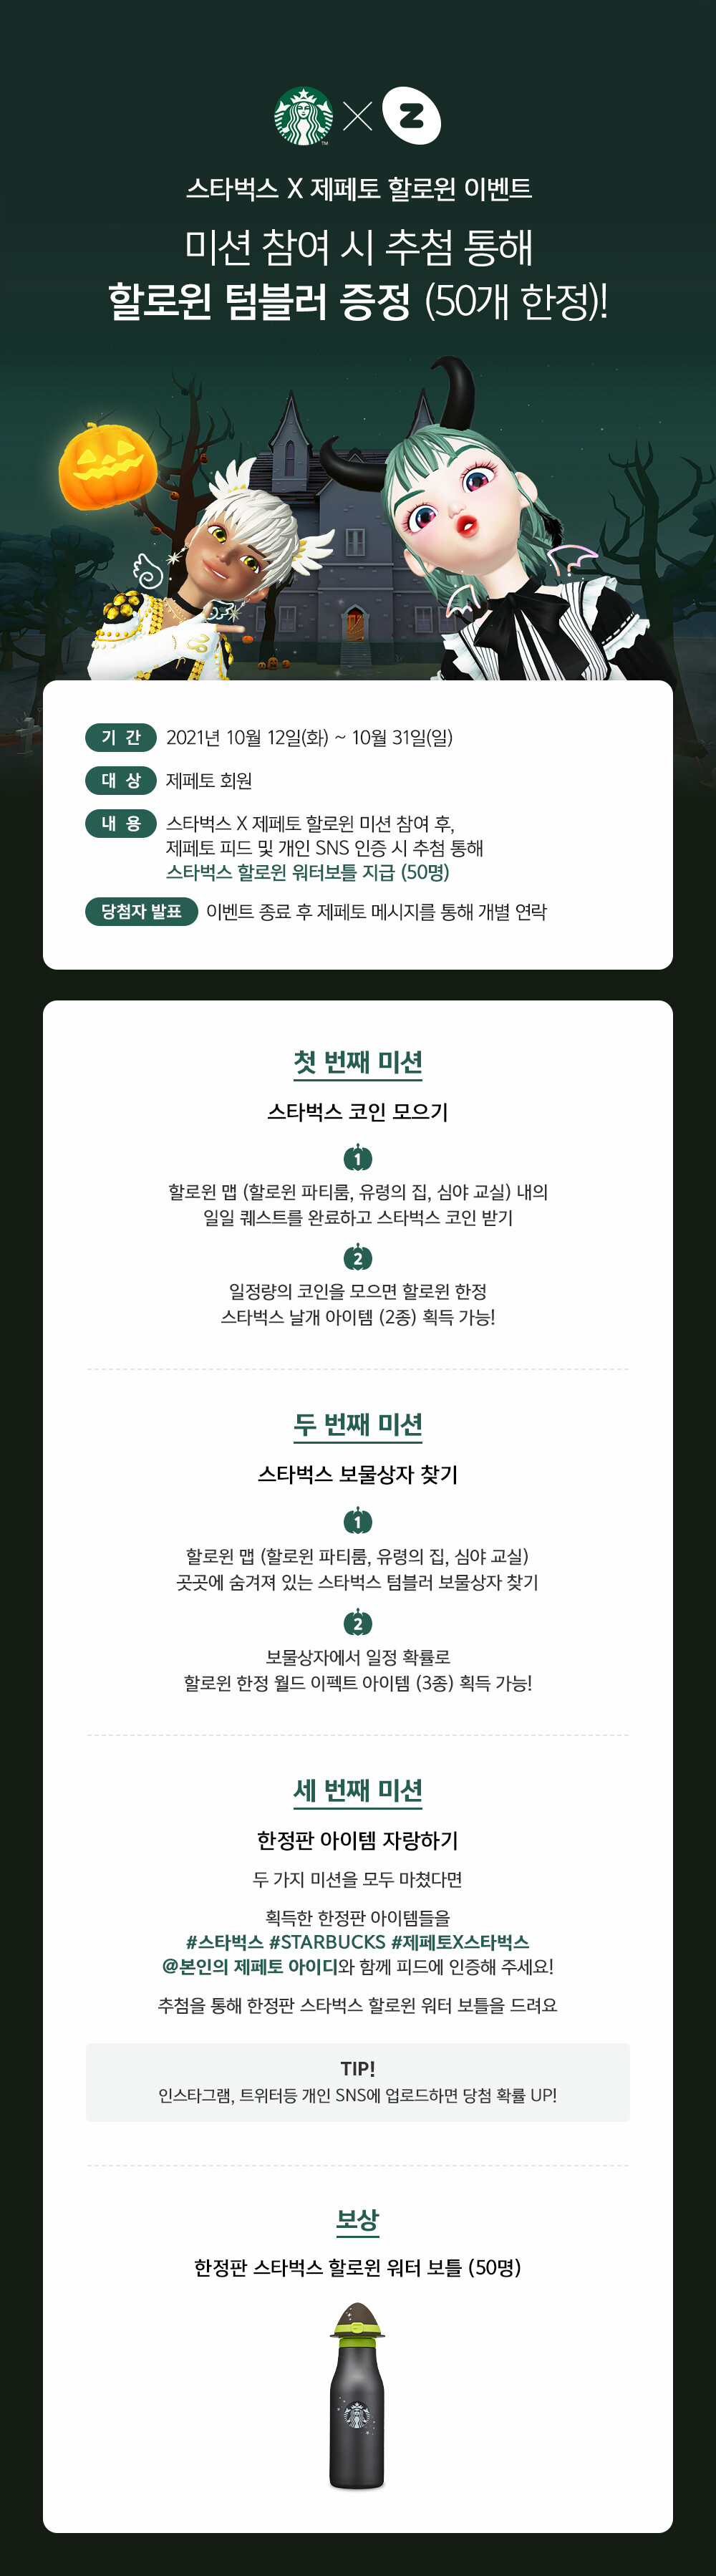 Z
TM
스타벅스 X 제페토 할로윈 이벤트
미션 참여 시 추첨 통해
할로윈 텀블러 증정 (50개 한정)!
기 간 2021년 10월 12일(화) ~ 10월 31일(일)
대 상 제페토 회원
내 용 스타벅스 X 제페토 할로윈 미션 참여 후,
제페토 피드 및 개인 SNS 인증 시 추첨 통해
스타벅스 할로윈 워터보틀 지급 (50명)
당첨자 발표 이벤트 종료 후 제페토 메시지를 통해 개별 연락
첫 번째 미션
스타벅스 코인 모으기
1
할로윈 맵 (할로윈 파티룸, 유령의 집, 심야 교실) 내의
일일 퀘스트를 완료하고 스타벅스 코인 받기
2
일정량의 코인을 모으면 할로윈 한정
스타벅스 날개 아이템 (2종) 획득 가능!
두 번째 미션
스타벅스 보물상자 찾기
1
할로윈 맵 (할로윈 파티룸, 유령의 집, 심야 교실)
곳곳에 숨겨져 있는 스타벅스 텀블러 보물상자 찾기
2
보물상자에서 일정 확률로
할로윈 한정 월드 이펙트 아이템 (3종) 획득 가능!
세 번째 미션
한정판 아이템 자랑하기
두 가지 미션을 모두 마쳤다면
획득한 한정판 아이템들을
#스타벅스 #STARBUCKS #제페토X스타벅스
@본인의 제페토 아이디와 함께 피드에 인증해 주세요!
추첨을 통해 한정판 스타벅스 할로윈 워터 보틀을 드려요
TIP!
인스타그램, 트위터등 개인 SNS에 업로드하면 당첨 확률 UP!
보상
한정판 스타벅스 할로윈 워터 보틀 (50명)